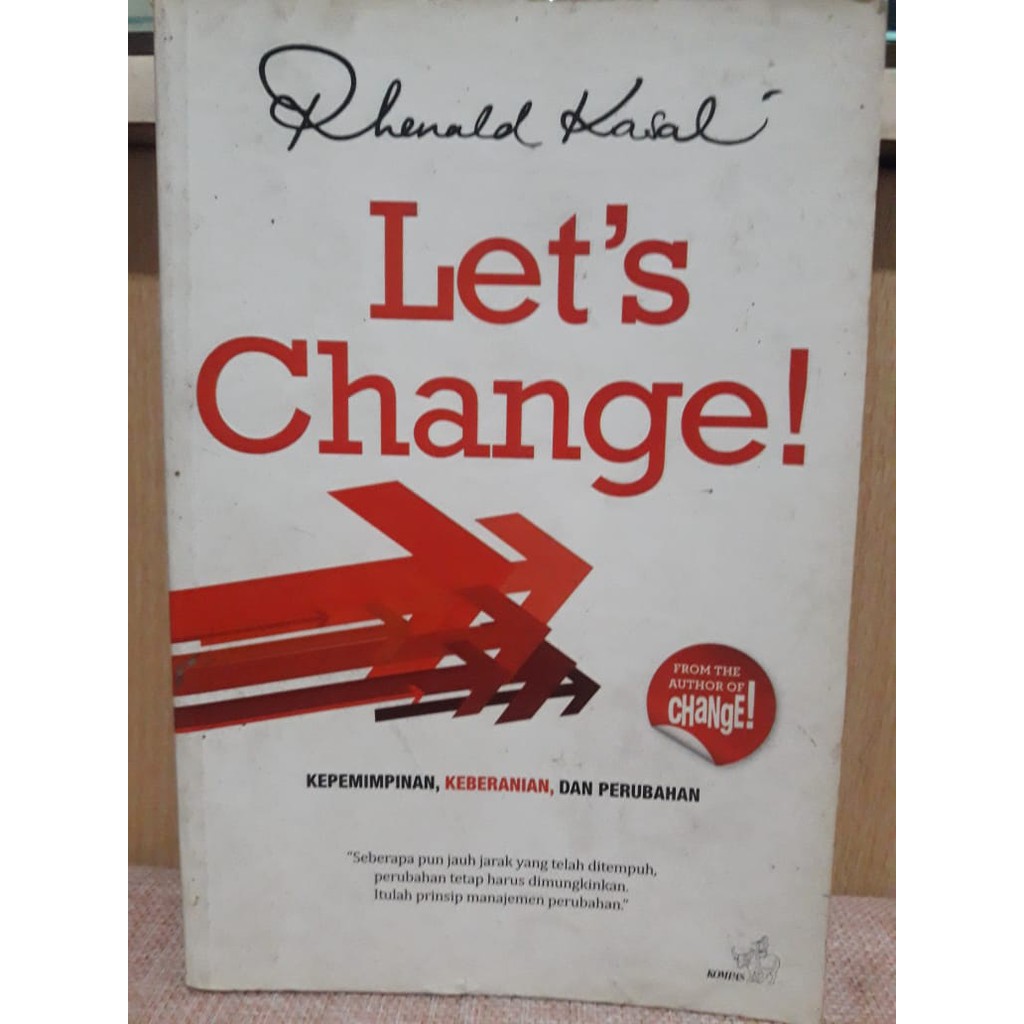 Rhenald Kasali
Let's
Change!
FROM THE
AUTHOR OF
CHaNgE!
KEPEMIMPINAN, KEBERANIAN, DAN PERUBAHAN
"Seberapa pun jauh jarak yang telah ditempuh,
perubahan tetap harus dimungkinkan.
Itulah prinsip manajemen perubahan."
KOMPAS